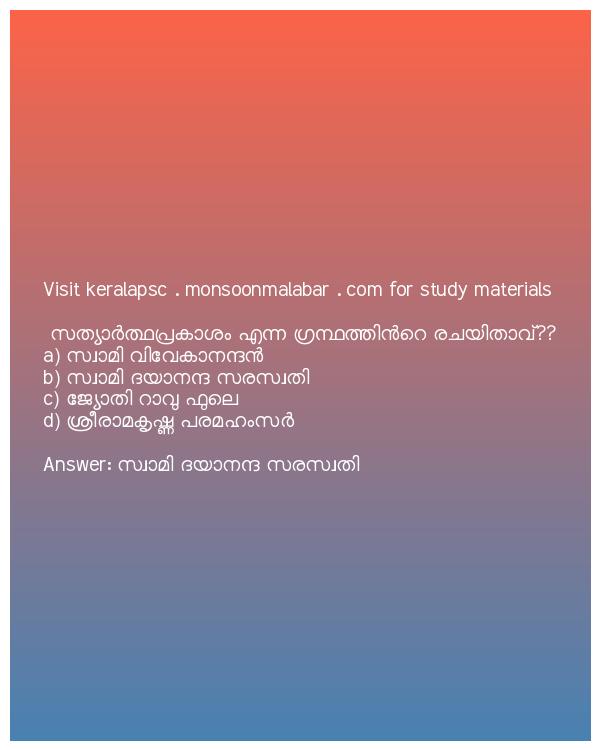 Visit keralapsc . monsoonmalabar . com for study materials
സത്യാർത്ഥപ്രകാശം എന്ന ഗ്രന്ഥത്തിൻറെ രചയിതാവ്??
a) സ്വാമി വിവേകാനന്ദൻ
b) സ്വാമി ദയാനന്ദ സരസ്വതി
c) ജ്യോതി റാവു ഫുലെ
d) ശ്രീരാമകൃഷ്ണ പരമഹംസർ
Answer: സ്വാമി ദയാനന്ദ സരസ്വതി